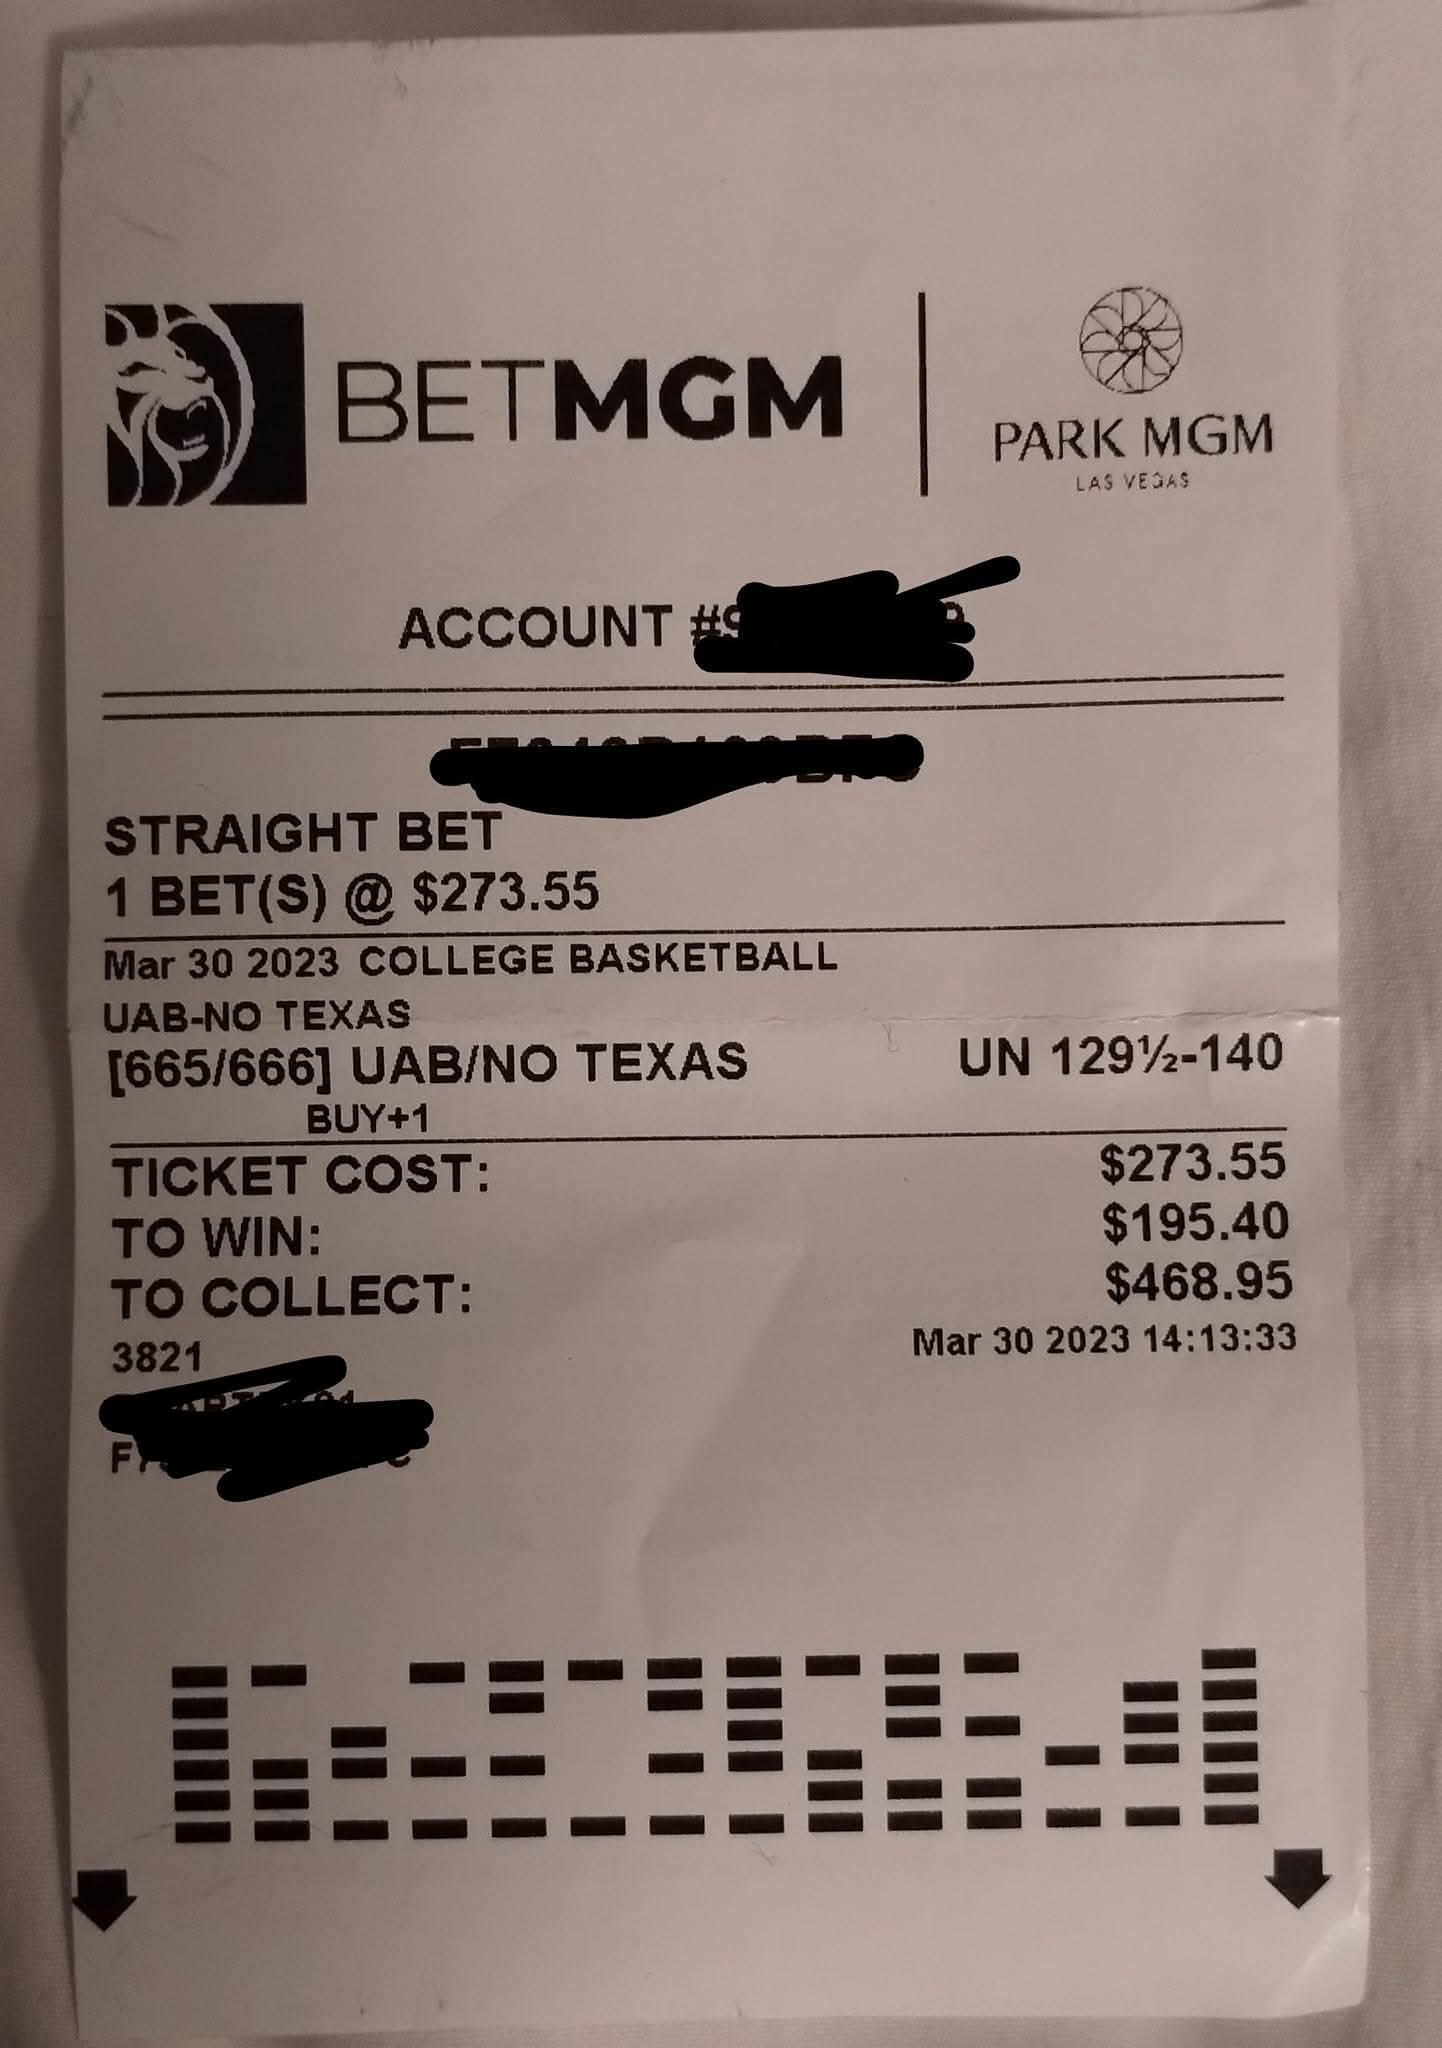 BETMGM
PARK MGM
LAS VEGAS
ACCOUNT
STRAIGHT BET
1 BET(S) @ $273.55
Mar 30 2023 COLLEGE BASKETBALL
UAB-NO TEXAS
[665/666] UAB/NO TEXAS UN 129½-140
BUY+1
TICKET COST: $273.55
TO WIN: $195.40
TO COLLECT: $468.95
3821 Mar 30 2023 14:13:33